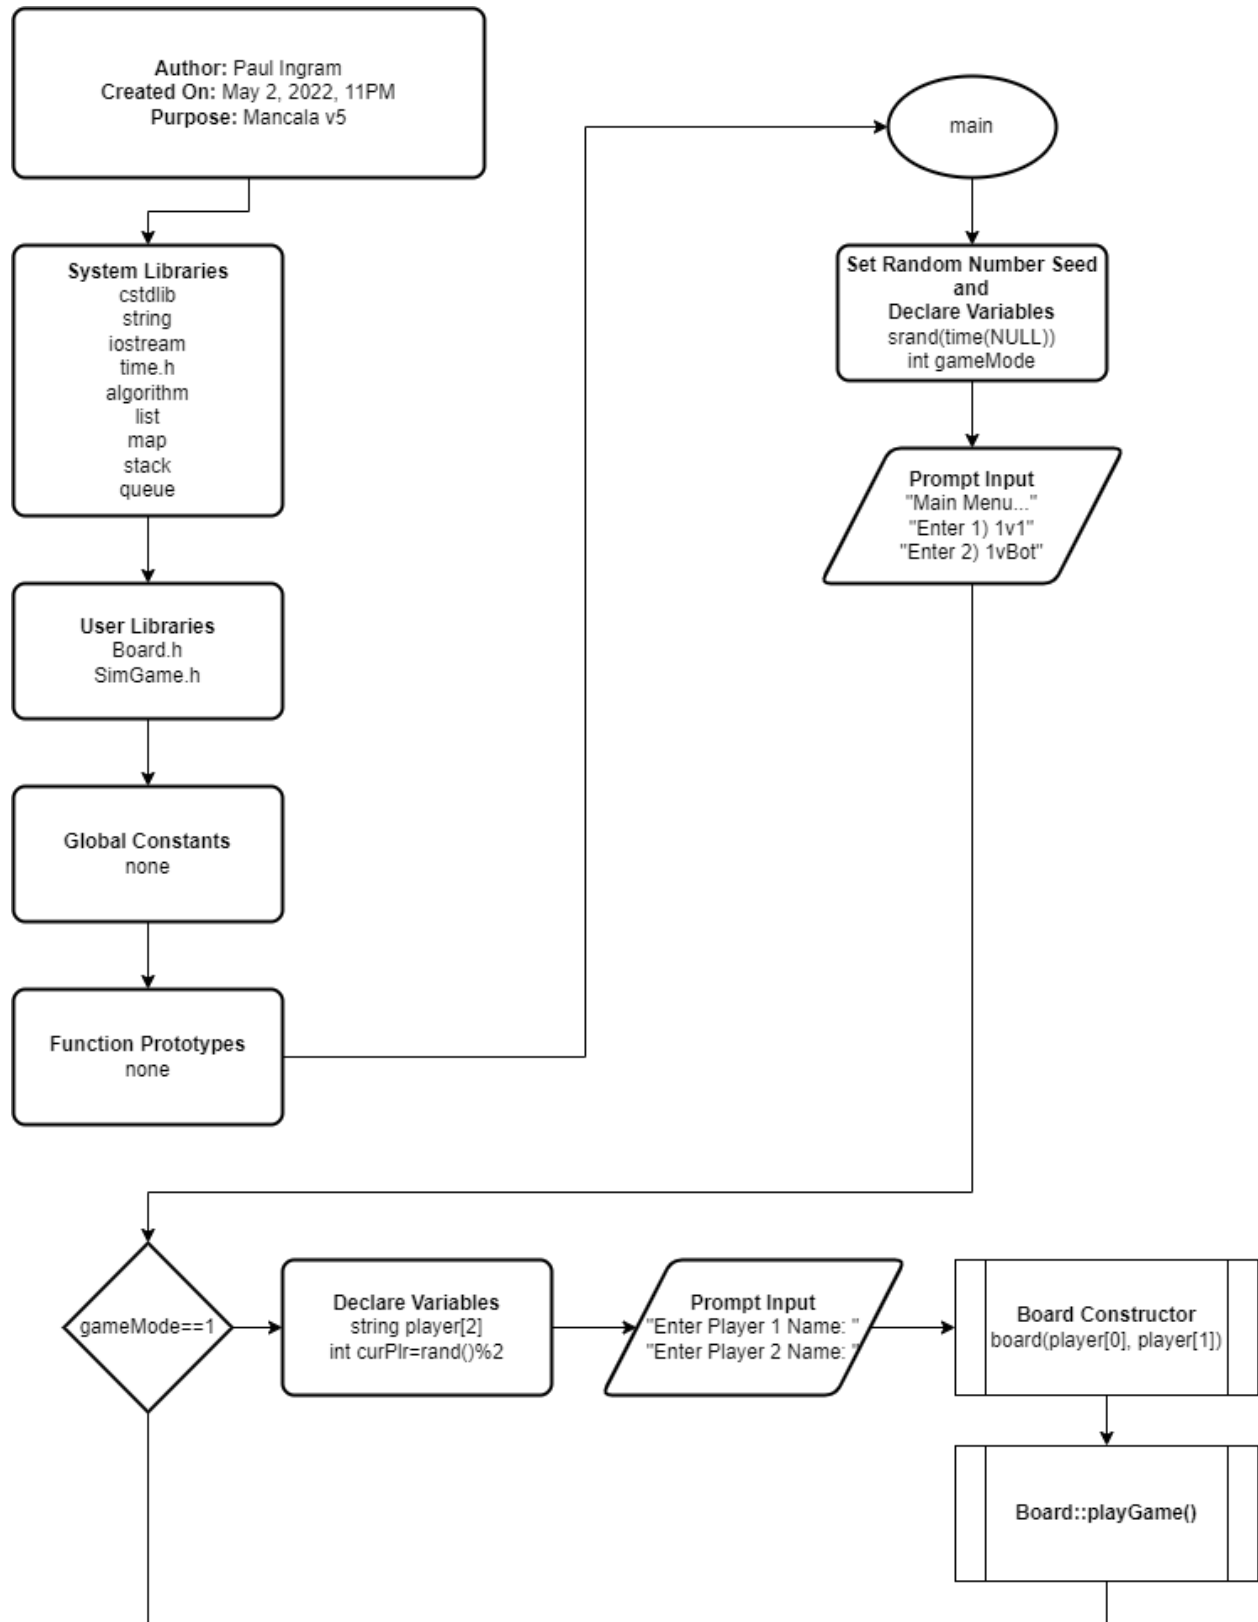 Author: Paul Ingram
Created On: May 2, 2022, 11PM
Purpose: Mancala v5
System Libraries
cstdlib
string
iostream
time.h
algorithm
list
map
stack
queue
User Libraries
Board.h
SimGame.h
Global Constants
none
Function Prototypes
none
main
Set Random Number Seed
and
Declare Variables
srand(time(NULL))
int gameMode
Prompt Input
"Main Menu..."
"Enter 1) 1v1"
"Enter 2) 1vBot"
gameMode==1
Declare Variables
string player[2]
int curPlr=rand()%2
Prompt Input
"Enter Player 1 Name: "
"Enter Player 2 Name: "
Board Constructor
board(player[0], player[1])
Board::playGame()